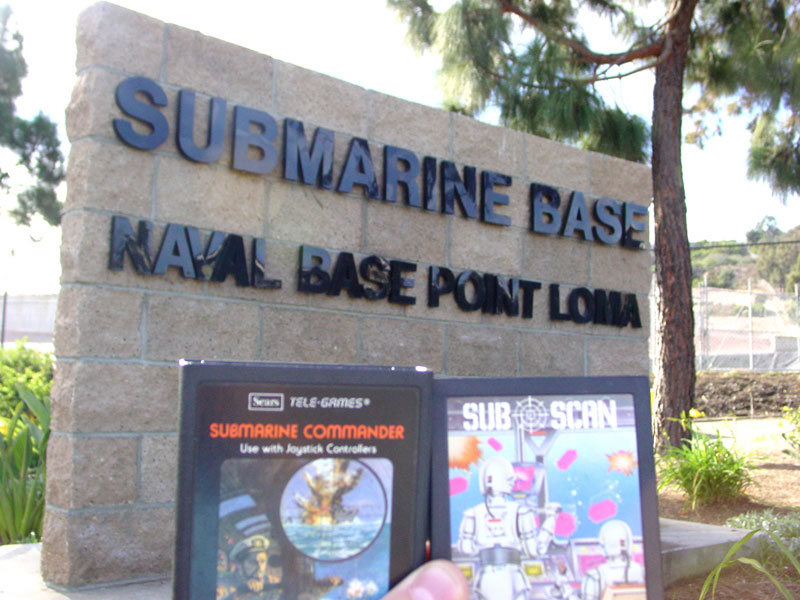 SUBMARINE BASE
NAVAL BASE POINT LOMA
Sears TELE-GAMES®
SUBMARINE COMMANDER
Use with Joystick Controllers
SUB SCAN